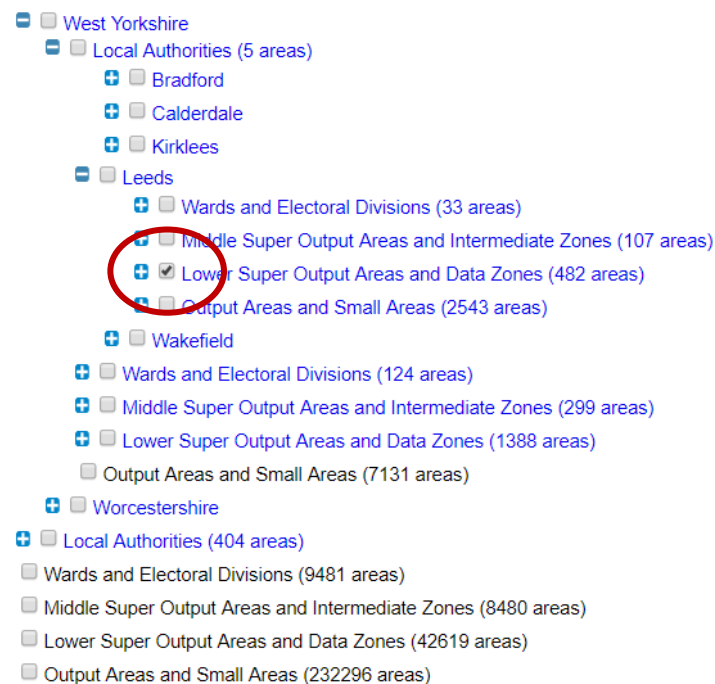 West Yorkshire
Local Authorities (5 areas)
Bradford
Calderdale
Kirklees
Leeds
Wards and Electoral Divisions (33 areas)
Middle Super Output Areas and Intermediate Zones (107 areas)
Lower Super Output Areas and Data Zones (482 areas)
Output Areas and Small Areas (2543 areas)
Wakefield
Wards and Electoral Divisions (124 areas)
Middle Super Output Areas and Intermediate Zones (299 areas)
Lower Super Output Areas and Data Zones (1388 areas)
Output Areas and Small Areas (7131 areas)
Worcestershire
Local Authorities (404 areas)
Wards and Electoral Divisions (9481 areas)
Middle Super Output Areas and Intermediate Zones (8480 areas)
Lower Super Output Areas and Data Zones (42619 areas)
Output Areas and Small Areas (232296 areas)